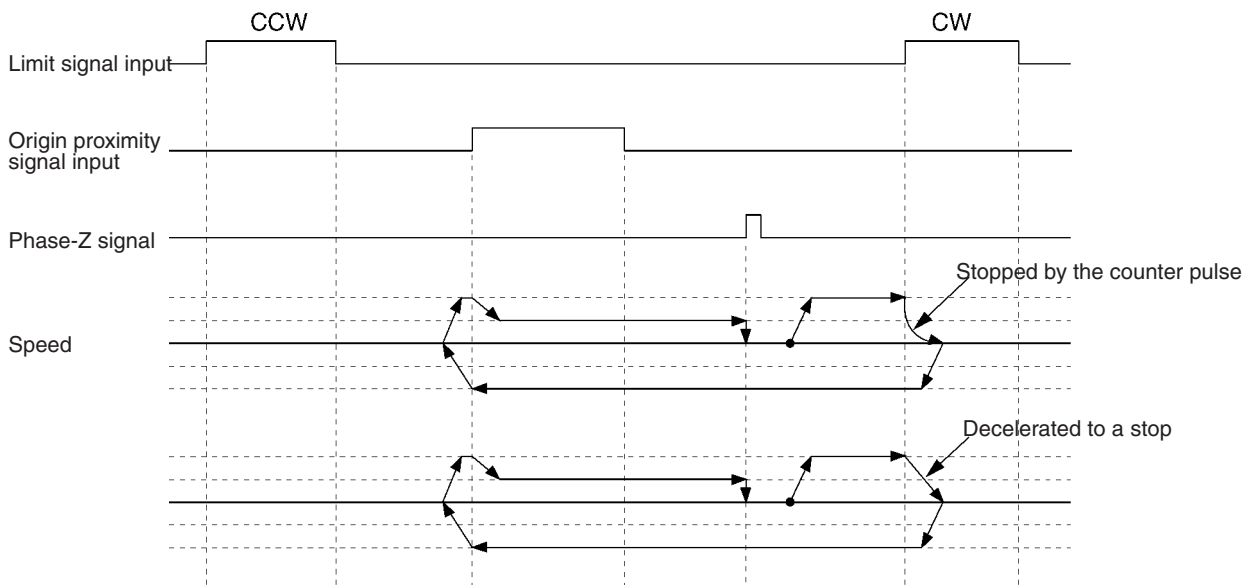 CCW
CW
Limit signal input
Origin proximity
signal input
Phase-Z signal
Stopped by the counter pulse
Speed
Decelerated to a stop